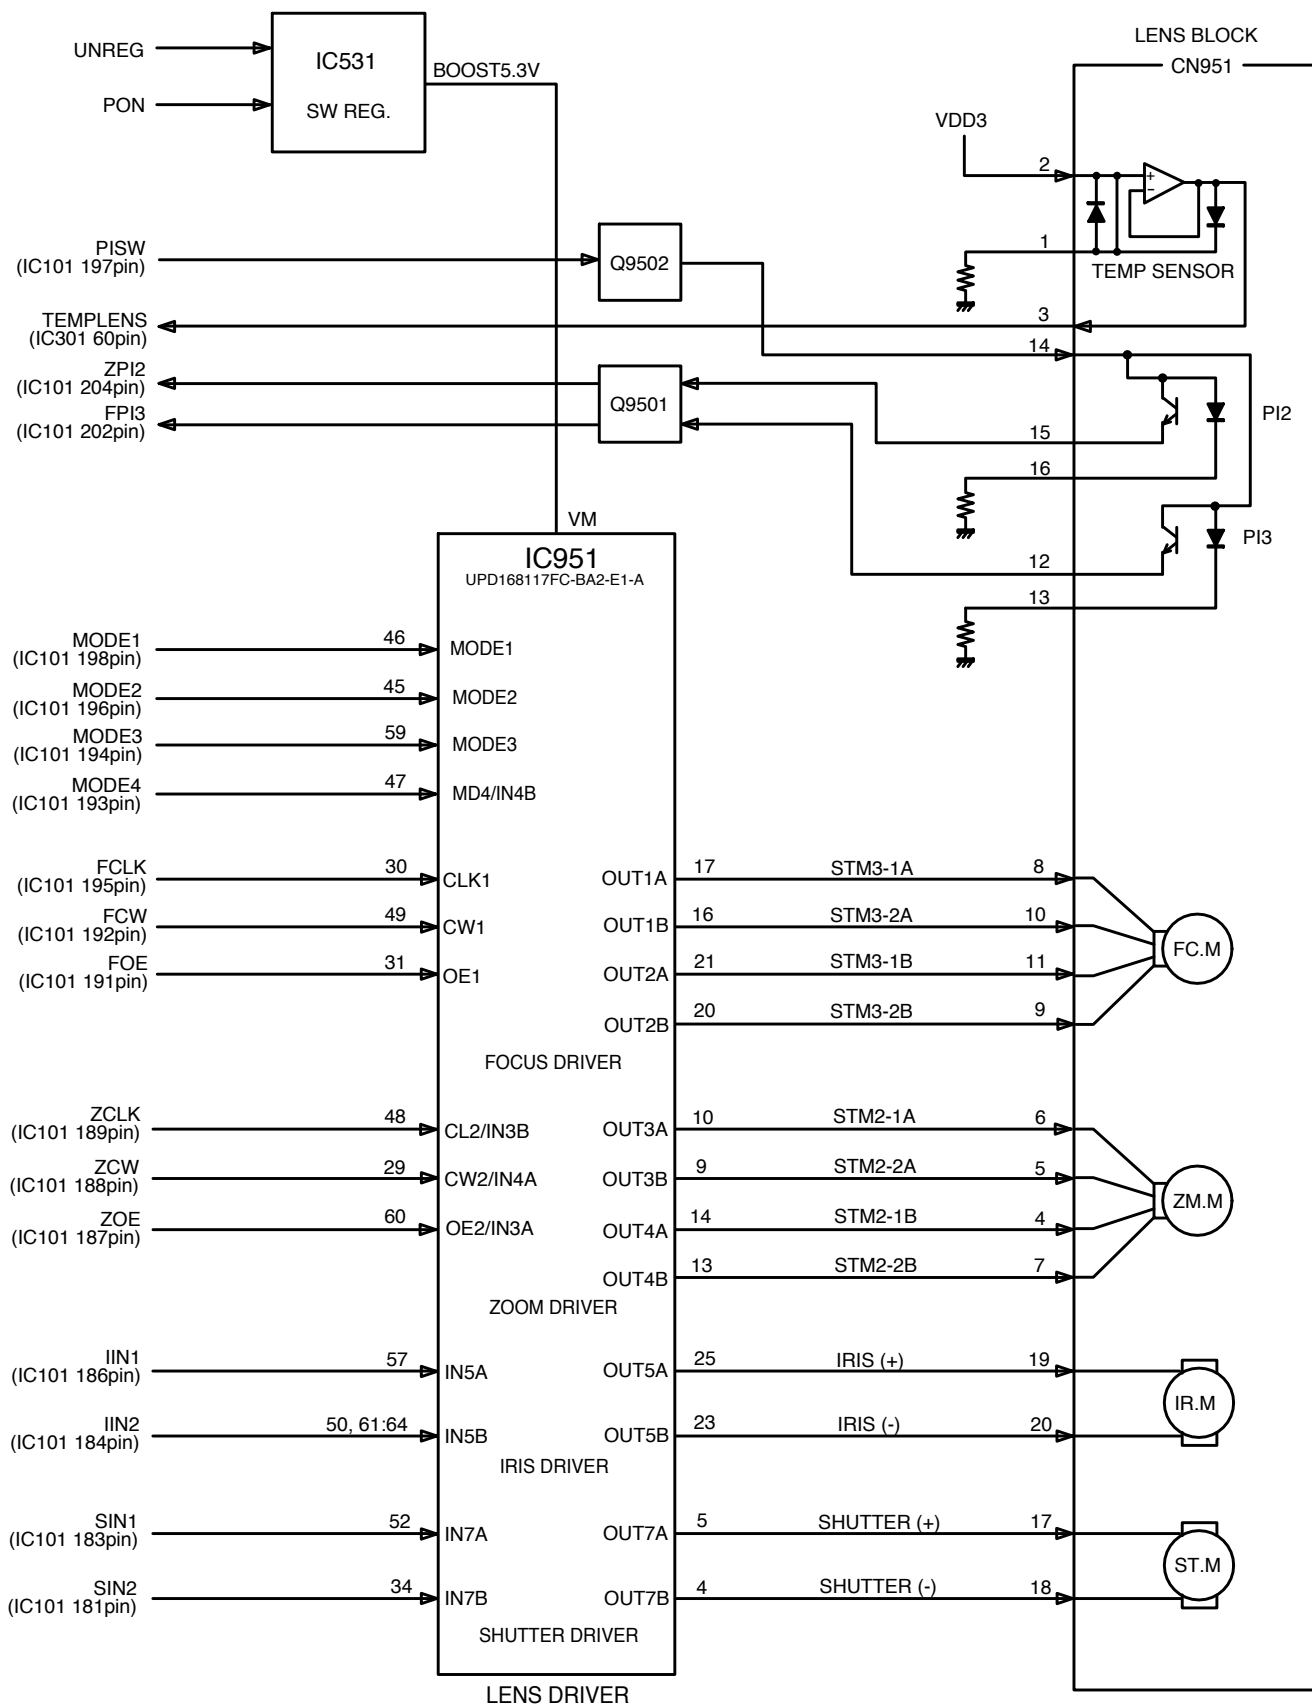 UNREG
PON
IC531
SW REG.
BOOST5.3V
LENS BLOCK
CN951
VDD3
2
+
−
1
TEMP SENSOR
PISW
(IC101 197pin)
Q9502
TEMPLENS
(IC301 60pin)
3
14
ZPI2
(IC101 204pin)
FPI3
(IC101 202pin)
Q9501
15
16
PI2
12
13
PI3
VM
IC951
UPD168117FC-BA2-E1-A
MODE1
(IC101 198pin)
46
MODE1
MODE2
(IC101 196pin)
45
MODE2
MODE3
(IC101 194pin)
59
MODE3
MODE4
(IC101 193pin)
47
MD4/IN4B
FCLK
(IC101 195pin)
30
CLK1
OUT1A
17
STM3-1A
8
FCW
(IC101 192pin)
49
CW1
OUT1B
16
STM3-2A
10
FOE
(IC101 191pin)
31
OE1
OUT2A
21
STM3-1B
11
OUT2B
20
STM3-2B
9
FC.M
FOCUS DRIVER
ZCLK
(IC101 189pin)
48
CL2/IN3B
OUT3A
10
STM2-1A
6
ZCW
(IC101 188pin)
29
CW2/IN4A
OUT3B
9
STM2-2A
5
ZOE
(IC101 187pin)
60
OE2/IN3A
OUT4A
14
STM2-1B
4
OUT4B
13
STM2-2B
7
ZM.M
ZOOM DRIVER
IIN1
(IC101 186pin)
57
IN5A
OUT5A
25
IRIS (+)
19
IIN2
(IC101 184pin)
50, 61:64
IN5B
OUT5B
23
IRIS (-)
20
IR.M
IRIS DRIVER
SIN1
(IC101 183pin)
52
IN7A
OUT7A
5
SHUTTER (+)
17
SIN2
(IC101 181pin)
34
IN7B
OUT7B
4
SHUTTER (-)
18
ST.M
SHUTTER DRIVER
LENS DRIVER